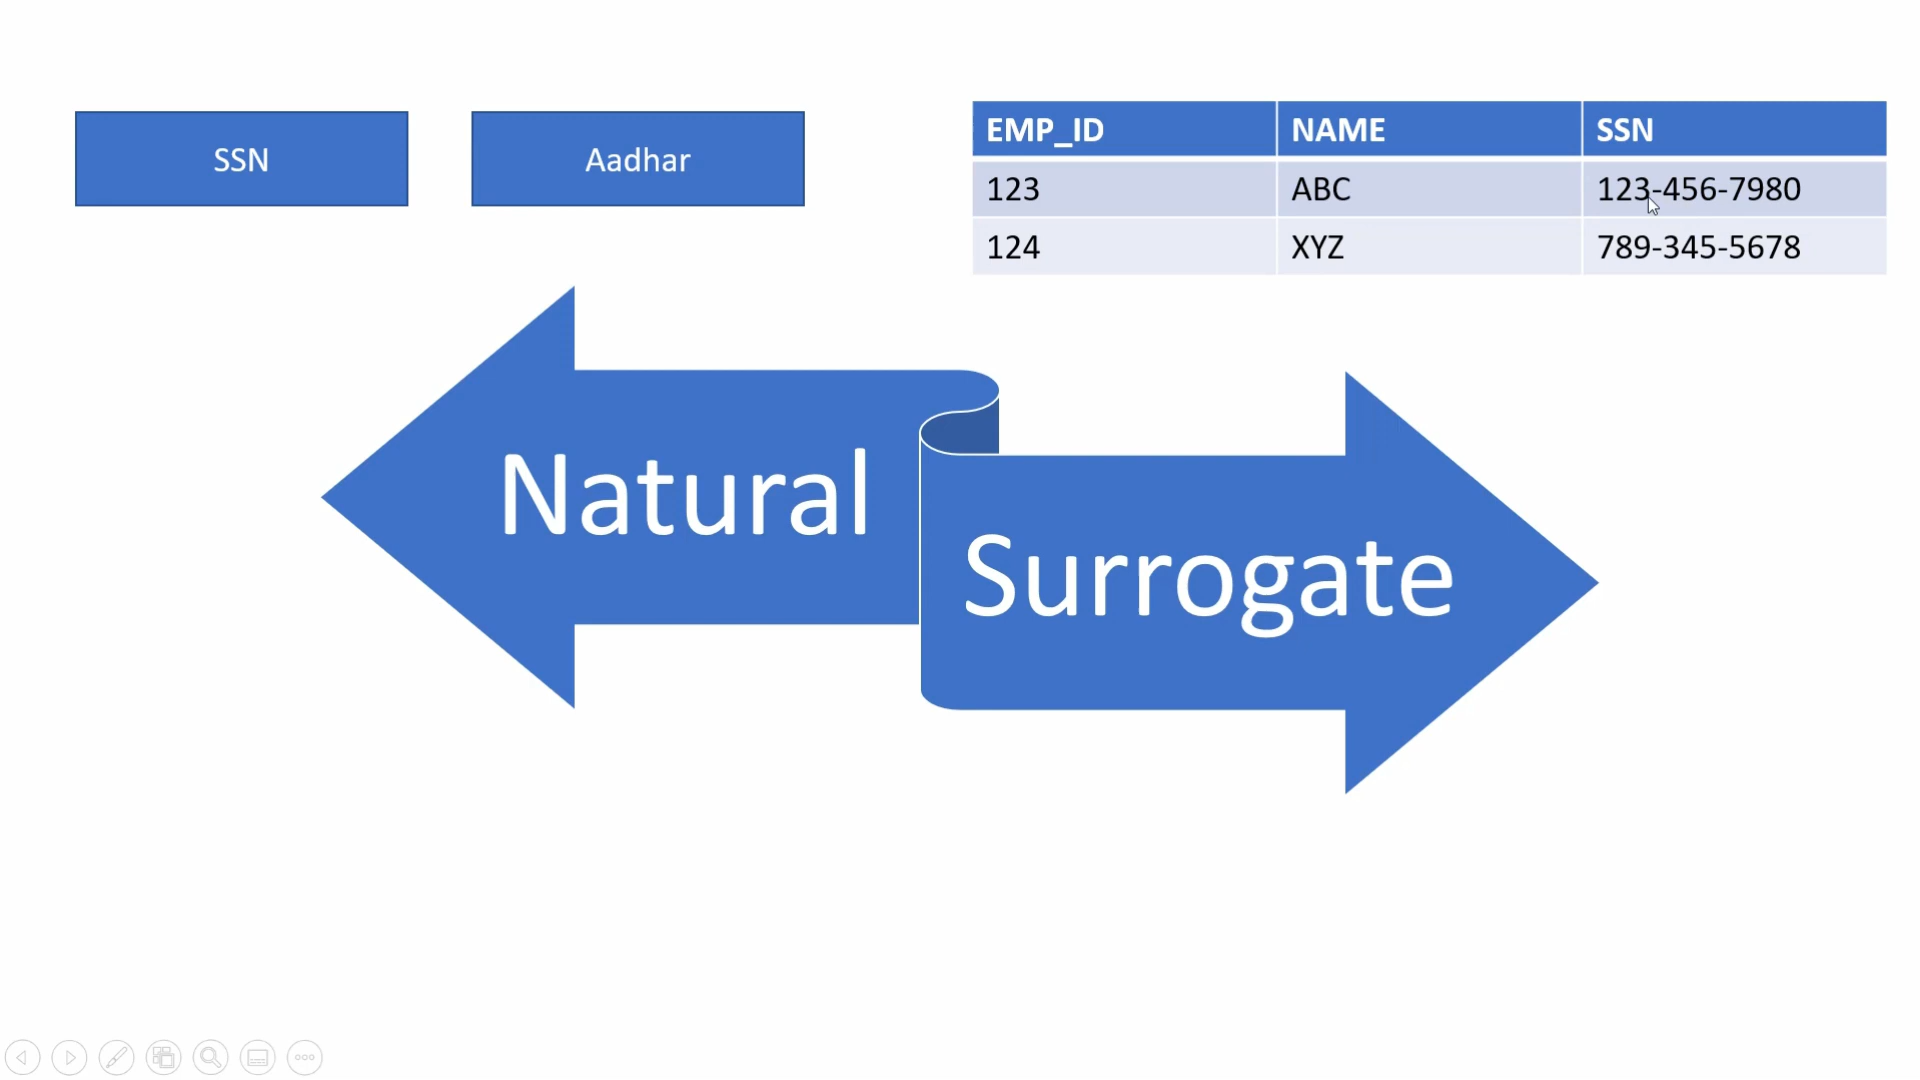 SSN
Aadhar
EMP_ID NAME SSN
123 ABC 123-456-7980
124 XYZ 789-345-5678
Natural
Surrogate